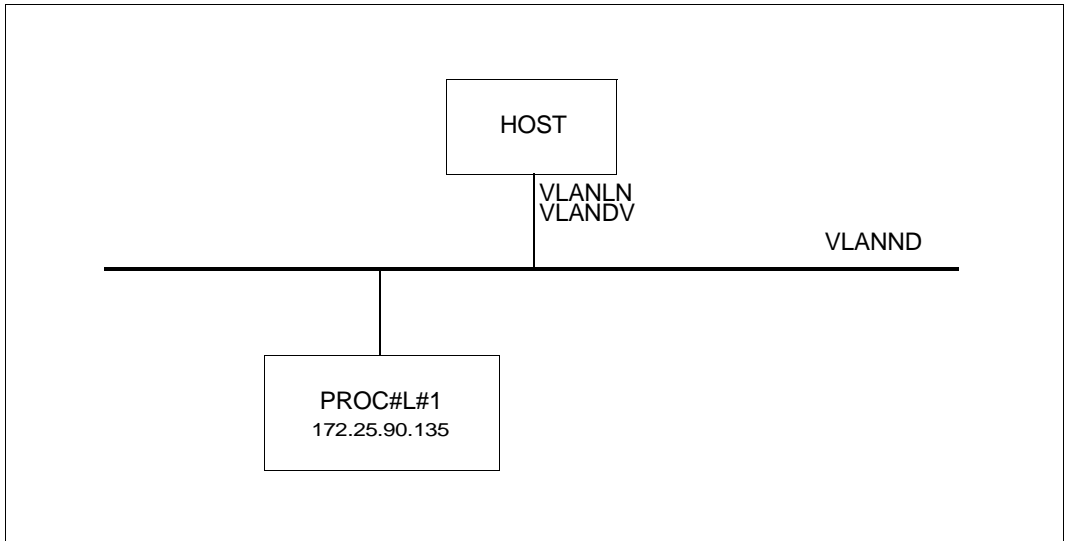 HOST
VLANLN
VLANDV
VLANND
PROC#L#1
172.25.90.135